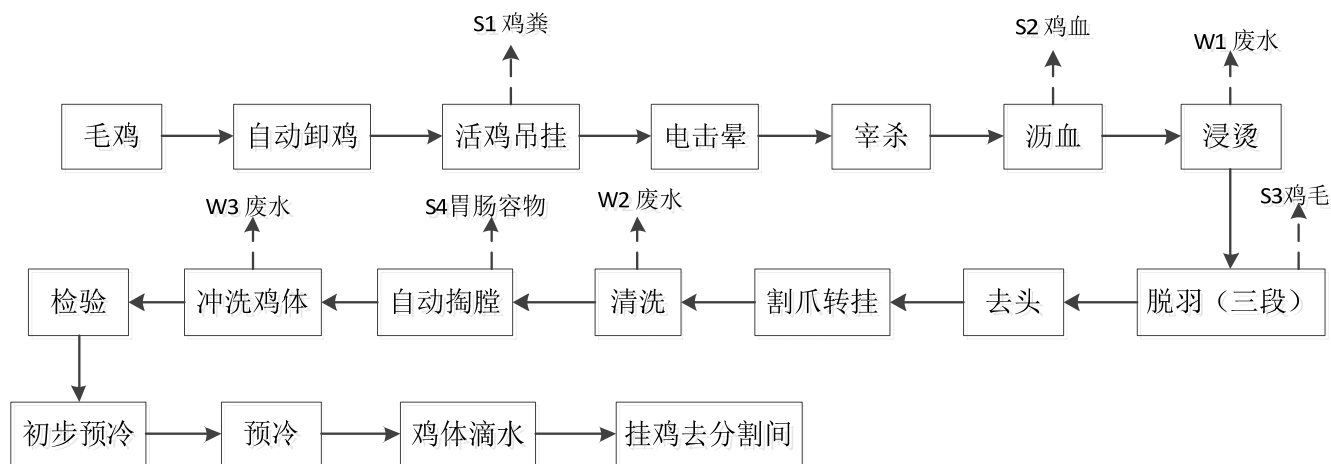 S1鸡粪
S2 鸡血
W1 废水
毛鸡
自动卸鸡
活鸡吊挂
电击晕
宰杀
沥血
浸烫
W3 废水
S4胃肠容物
W2 废水
S3鸡毛
检验
冲洗鸡体
自动掏膛
清洗
割爪转挂
去头
脱羽（三段）
初步预冷
预冷
鸡体滴水
挂鸡去分割间